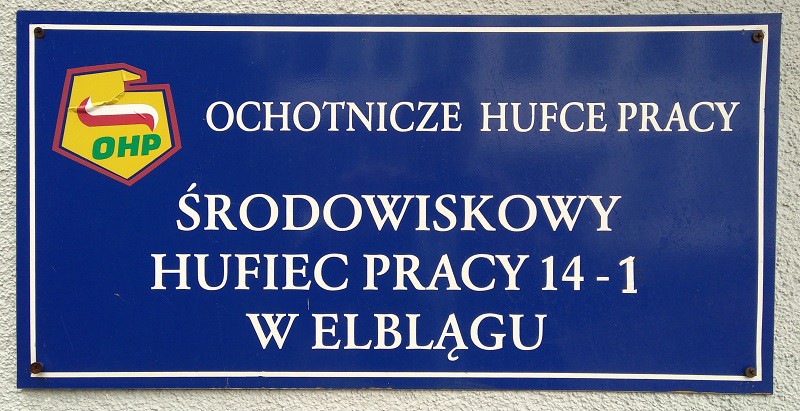 OHP
OCHOTNICZE HUFCE PRACY
ŚRODOWISKOWY
HUFIEC PRACY 14 - 1
W ELBLĄGU